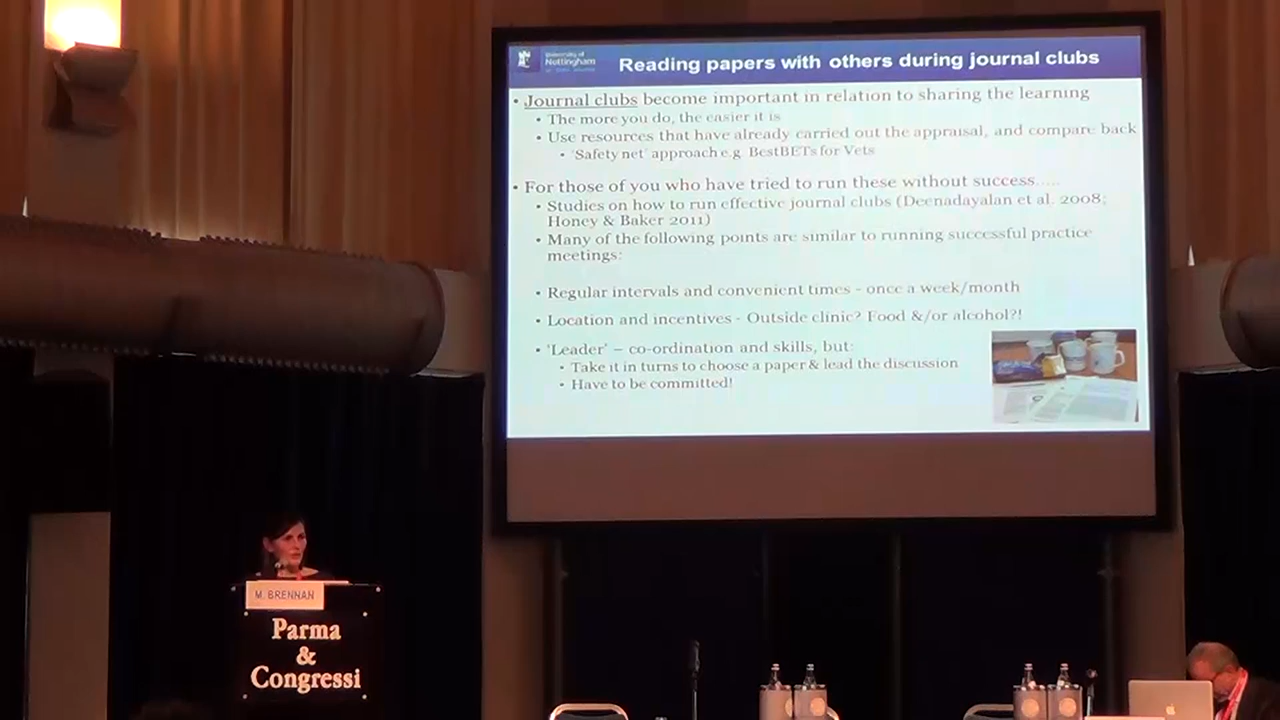 University of
Nottingham
Reading papers with others during journal clubs
• Journal clubs become important in relation to sharing the learning
• The more you do, the easier it is
• Use resources that have already carried out the appraisal, and compare back
• 'Safety net' approach e.g. BestBETs for Vets
• For those of you who have tried to run these without success.....
• Studies on how to run effective journal clubs (Deenadayalan et al. 2008;
Honey & Baker 2011)
• Many of the following points are similar to running successful practice
meetings:
• Regular intervals and convenient times - once a week/month
• Location and incentives - Outside clinic? Food &/or alcohol?!
• 'Leader' – co-ordination and skills, but:
• Take it in turns to choose a paper & lead the discussion
• Have to be committed!
M. BRENNAN
Parma
&
Congressi